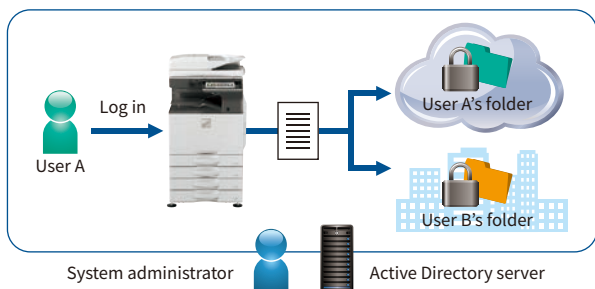 Log in
User A
User A's folder
User B's folder
System administrator
Active Directory server